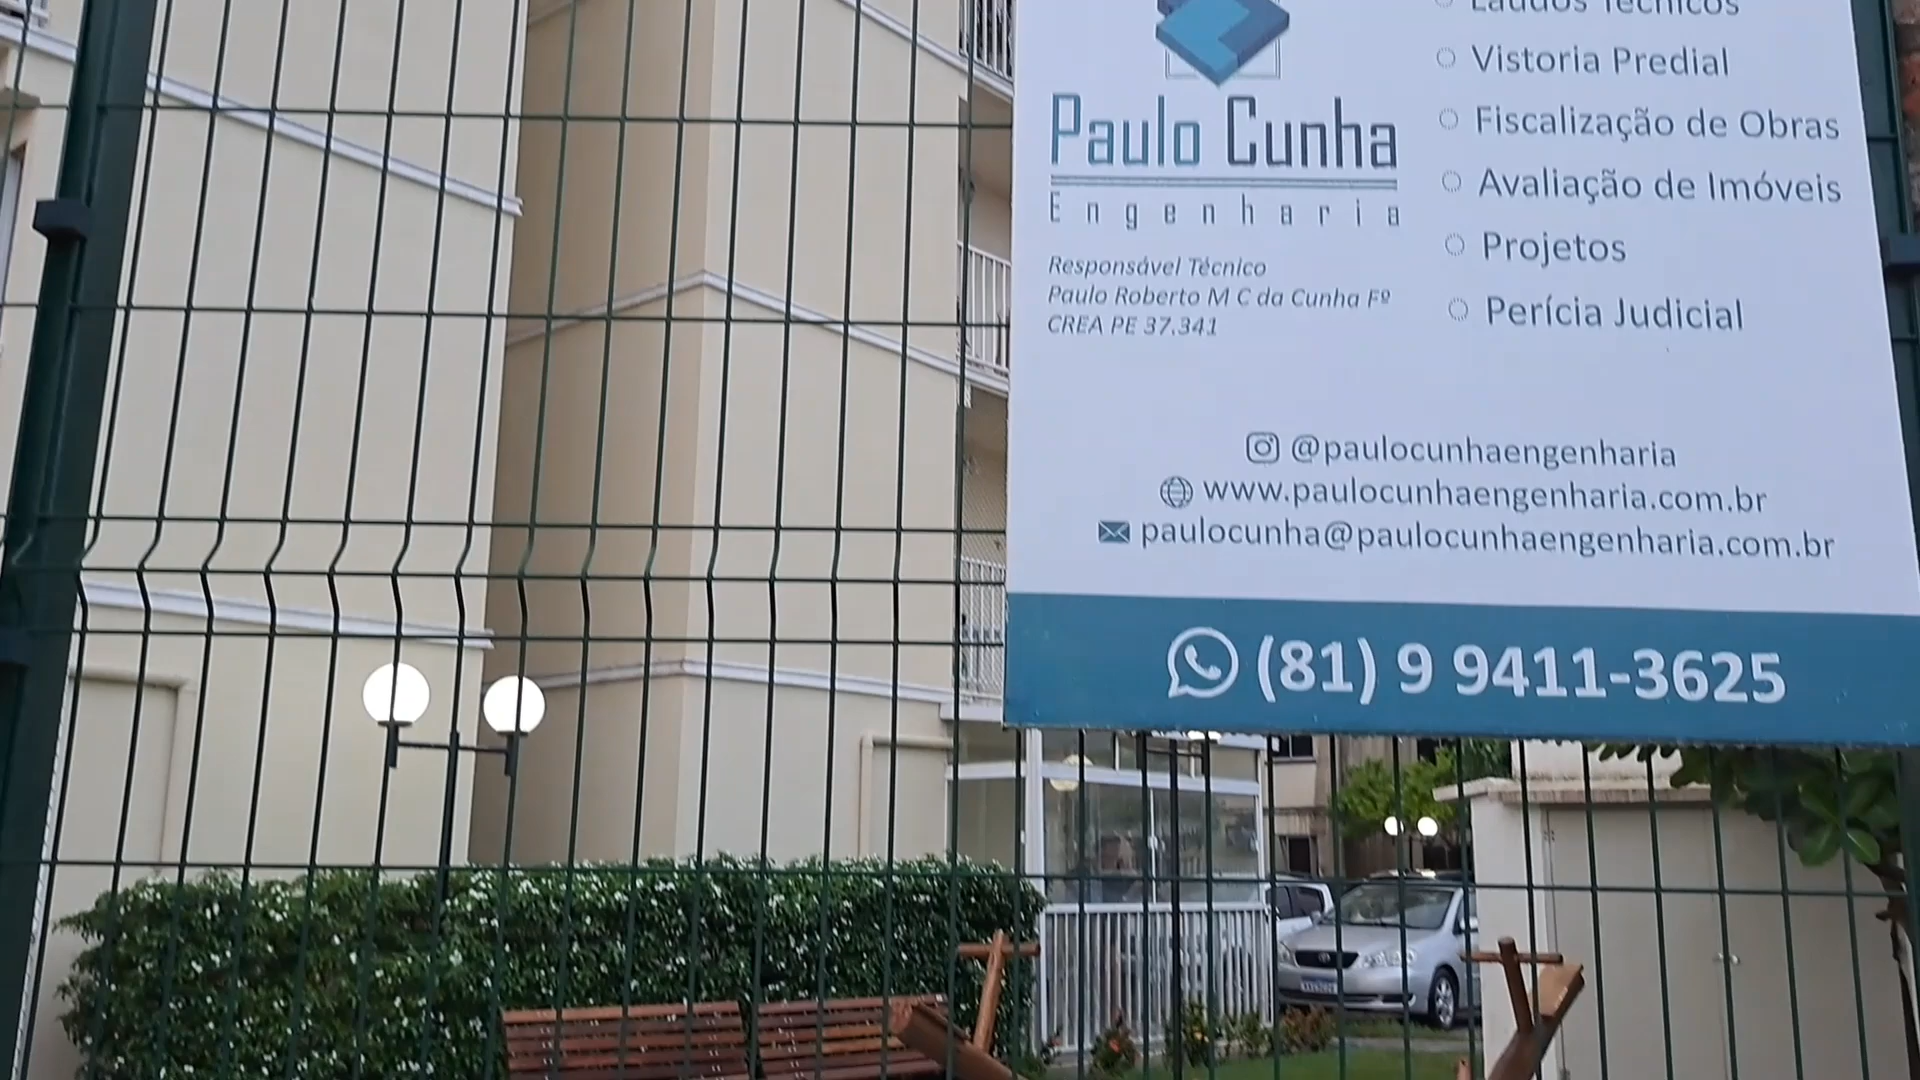 Laudos Técnicos
Vistoria Predial
Fiscalização de Obras
Avaliação de Imóveis
Projetos
Perícia Judicial
Paulo Cunha
Engenharia
Responsável Técnico
Paulo Roberto M C da Cunha Fº
CREA PE 37.341
@paulocunhaengenharia
www.paulocunhaengenharia.com.br
paulocunha@paulocunhaengenharia.com.br
(81) 9 9411-3625